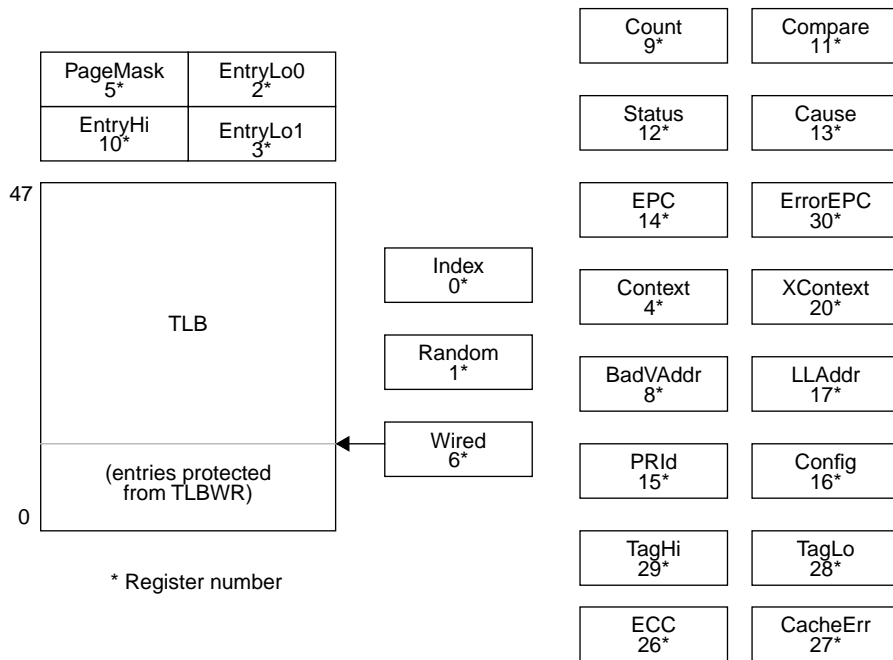 PageMask
5*
EntryLo0
2*
EntryHi
10*
EntryLo1
3*
47
TLB
(entries protected
from TLBWR)
0
* Register number
Index
0*
Random
1*
Wired
6*
Count
9*
Compare
11*
Status
12*
Cause
13*
EPC
14*
ErrorEPC
30*
Context
4*
XContext
20*
BadVAddr
8*
LLAddr
17*
PRId
15*
Config
16*
TagHi
29*
TagLo
28*
ECC
26*
CacheErr
27*